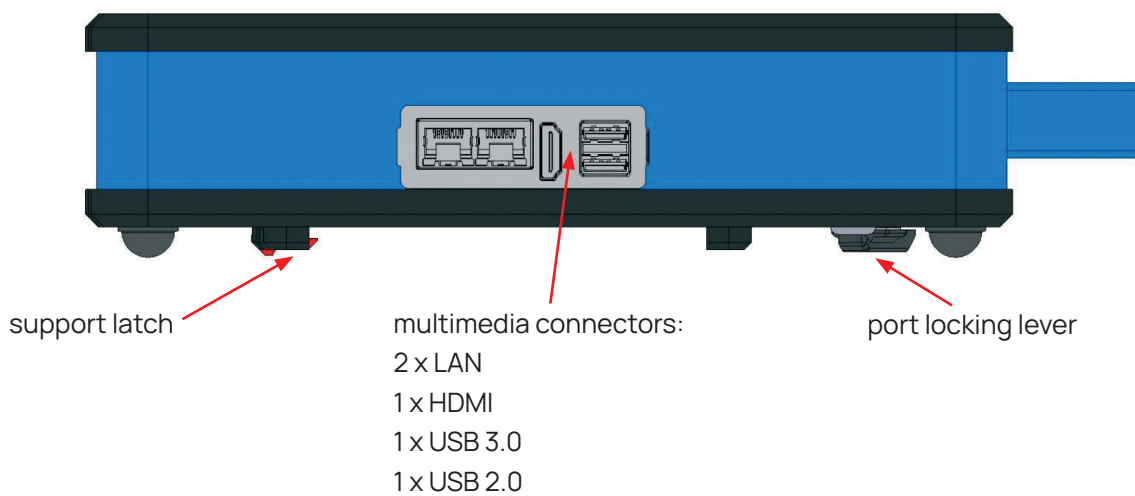 support latch
multimedia connectors:
2 x LAN
1 x HDMI
1 x USB 3.0
1 x USB 2.0
port locking lever